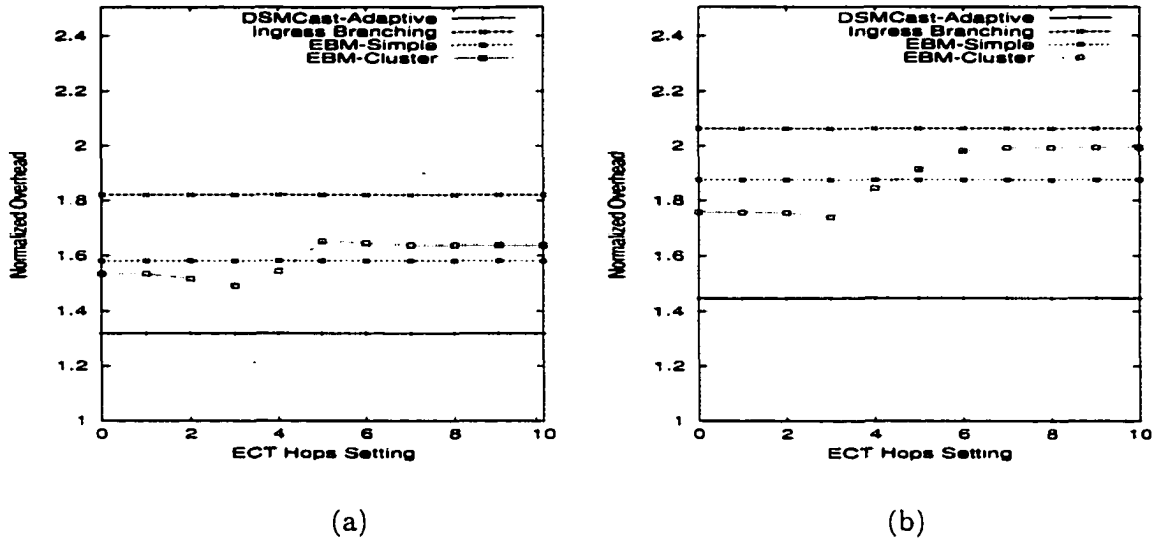 DSMCast-Adaptive
Ingress Branching
EBM-Simple
EBM-Cluster
2.4
2.2
2
1.8
1.6
1.4
1.2
1
Normalized Overhead
0 2 4 6 8 10
ECT Hops Setting
(a)
DSMCast-Adaptive
Ingress Branching
EBM-Simple
EBM-Cluster
2.4
2.2
2
1.8
1.6
1.4
1.2
1
Normalized Overhead
0 2 4 6 8 10
ECT Hops Setting
(b)